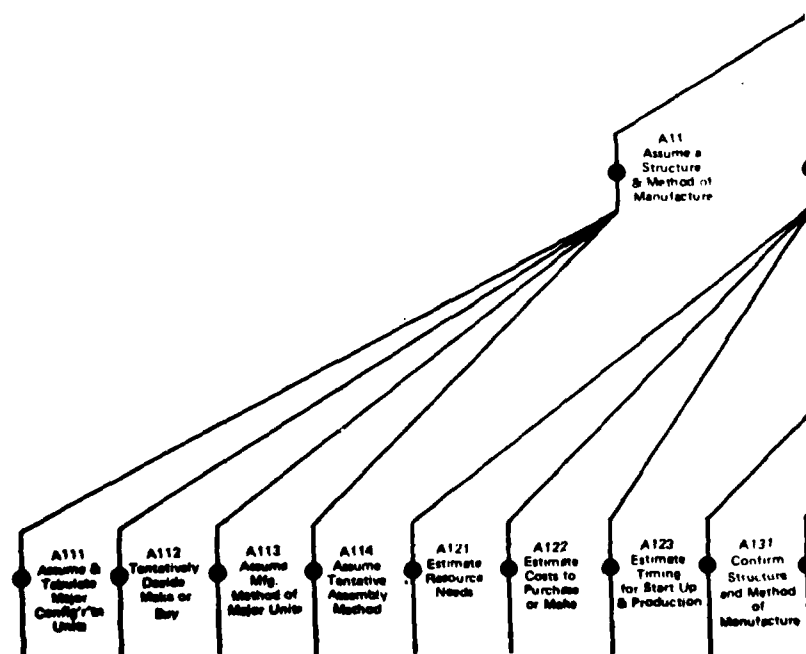 A11
Assume a
Structure
& Method of
Manufacture
A111
Assume &
Tabulate
Major
Config'r'tn
Units
A112
Tentatively
Decide
Make or
Buy
A113
Assume
Mfg.
Method of
Major Units
A114
Assume
Tentative
Assembly
Method
A121
Estimate
Resource
Needs
A122
Estimate
Costs to
Purchase
or Make
A123
Estimate
Timing
for Start Up
& Production
A131
Confirm
Structure
and Method
of
Manufacture